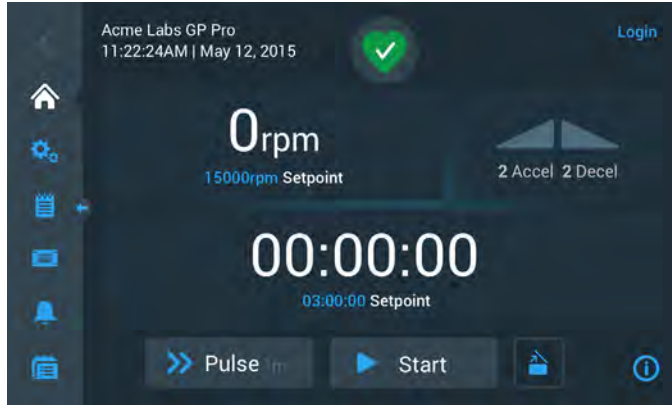 Acme Labs GP Pro
11:22:24AM | May 12, 2015
Login
0rpm
15000rpm Setpoint
2 Accel 2 Decel
00:00:00
03:00:00 Setpoint
Pulse
Start